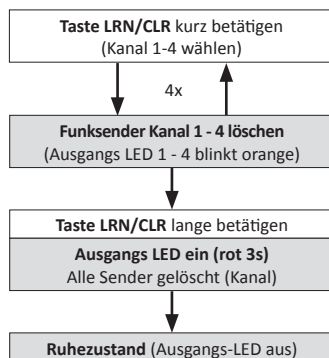 Taste LRN/CLR kurz betätigen
(Kanal 1-4 wählen)
4x
Funksender Kanal 1 - 4 löschen
(Ausgangs LED 1 - 4 blinkt orange)
Taste LRN/CLR lange betätigen
Ausgangs LED ein (rot 3s)
Alle Sender gelöscht (Kanal)
Ruhezustand (Ausgangs-LED aus)